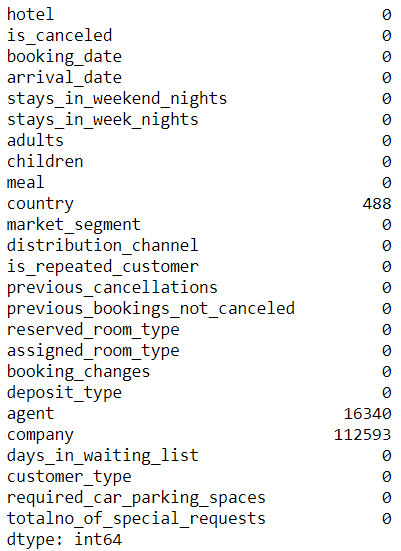 hotel 0
is_canceled 0
booking_date 0
arrival_date 0
stays_in_weekend_nights 0
stays_in_week_nights 0
adults 0
children 0
meal 0
country 488
market_segment 0
distribution_channel 0
is_repeated_customer 0
previous_cancellations 0
previous_bookings_not_canceled 0
reserved_room_type 0
assigned_room_type 0
booking_changes 0
deposit_type 0
agent 16340
company 112593
days_in_waiting_list 0
customer_type 0
required_car_parking_spaces 0
totalno_of_special_requests 0
dtype: int64